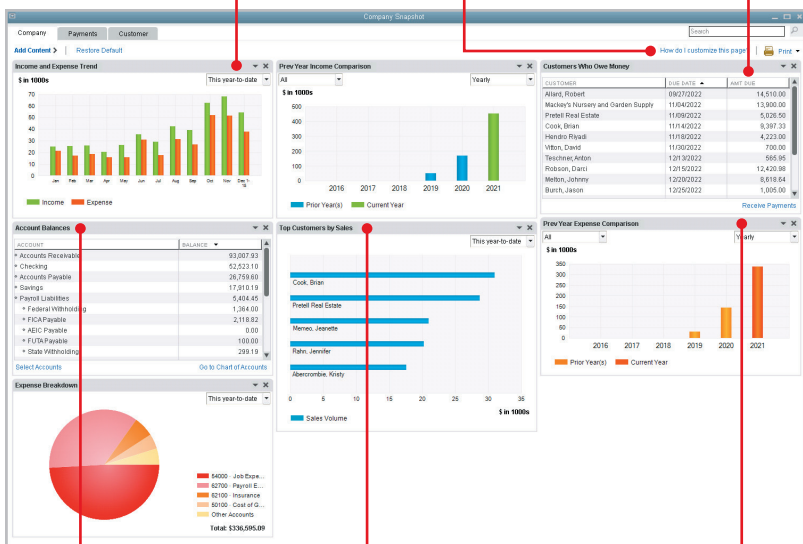 Company Snapshot
Company Payments Customer
Search
Add Content > Restore Default
How do I customize this page? Print
Income and Expense Trend
$ in 1000s
This year-to-date
70
60
50
40
30
20
10
0
Jan Feb Mar Apr May Jun Jul Aug Sep Oct Nov Dec 1-15
Income Expense
Prev Year Income Comparison
All Yearly
$ in 1000s
500
400
300
200
100
0
2016 2017 2018 2019 2020 2021
Prior Year(s) Current Year
Customers Who Owe Money
CUSTOMER DUE DATE AMT DUE
Allard, Robert 09/27/2022 14,510.00
Mackey's Nursery and Garden Supply 11/04/2022 13,900.00
Pretell Real Estate 11/09/2022 5,026.50
Cook, Brian 11/14/2022 9,397.33
Hendro Riyadi 11/18/2022 4,223.00
Vitton, David 11/30/2022 700.00
Teschner, Anton 12/13/2022 565.95
Robson, Darci 12/15/2022 12,420.98
Melton, Johnny 12/20/2022 8,618.64
Burch, Jason 12/25/2022 1,005.00
Receive Payments
Account Balances
ACCOUNT BALANCE
Accounts Receivable 93,007.93
Checking 52,523.10
Accounts Payable 26,759.60
Savings 17,910.19
Payroll Liabilities 5,404.45
Federal Withholding 1,364.00
FICA Payable 2,118.82
AEIC Payable 0.00
FUTA Payable 100.00
State Withholding 299.19
Select Accounts Go to Chart of Accounts
Top Customers by Sales
This year-to-date
Cook, Brian
Pretell Real Estate
Memeo, Jeanette
Rahn, Jennifer
Abercrombie, Kristy
0 5 10 15 20 25 30 35
$ in 1000s
Sales Volume
Prev Year Expense Comparison
All Yearly
$ in 1000s
350
300
250
200
150
100
50
0
2016 2017 2018 2019 2020 2021
Prior Year(s) Current Year
Expense Breakdown
This year-to-date
54000 · Job Expe...
62700 · Payroll E...
62100 · Insurance
50100 · Cost of G...
Other Accounts
Total: $336,595.09